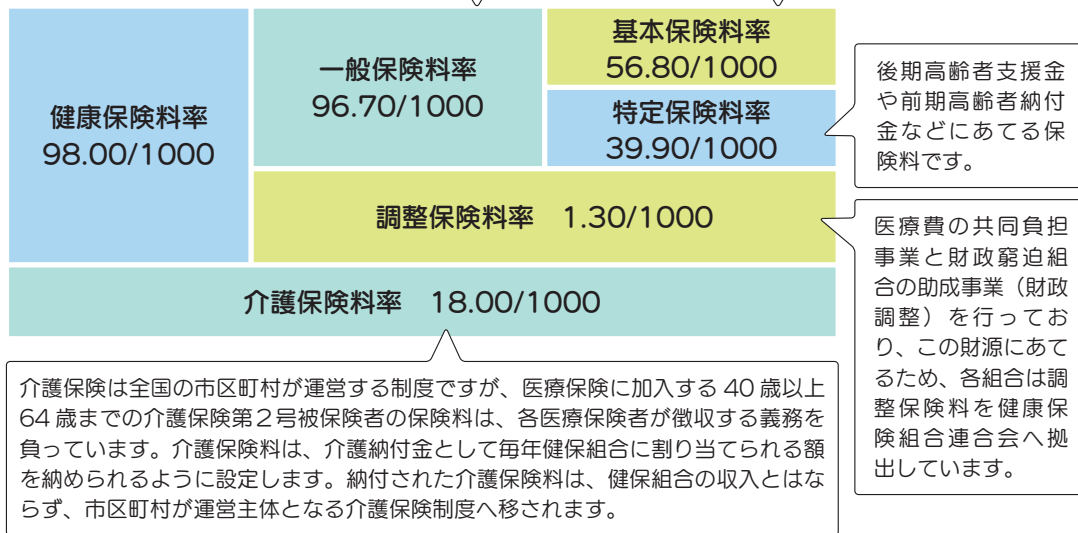 健康保険料率
98.00/1000
一般保険料率
96.70/1000
基本保険料率
56.80/1000
特定保険料率
39.90/1000
調整保険料率 1.30/1000
介護保険料率 18.00/1000
後期高齢者支援金
や前期高齢者納付
金などにあてる保
険料です。
医療費の共同負担
事業と財政窮迫組
合の助成事業（財政
調整）を行ってお
り、この財源にあて
るため、各組合は調
整保険料を健康保
険組合連合会へ拠
出しています。
介護保険は全国の市区町村が運営する制度ですが、医療保険に加入する 40 歳以上
64 歳までの介護保険第２号被保険者の保険料は、各医療保険者が徴収する義務を
負っています。介護保険料は、介護納付金として毎年健保組合に割り当てられる額
を納められるように設定します。納付された介護保険料は、健保組合の収入とはな
らず、市区町村が運営主体となる介護保険制度へ移されます。